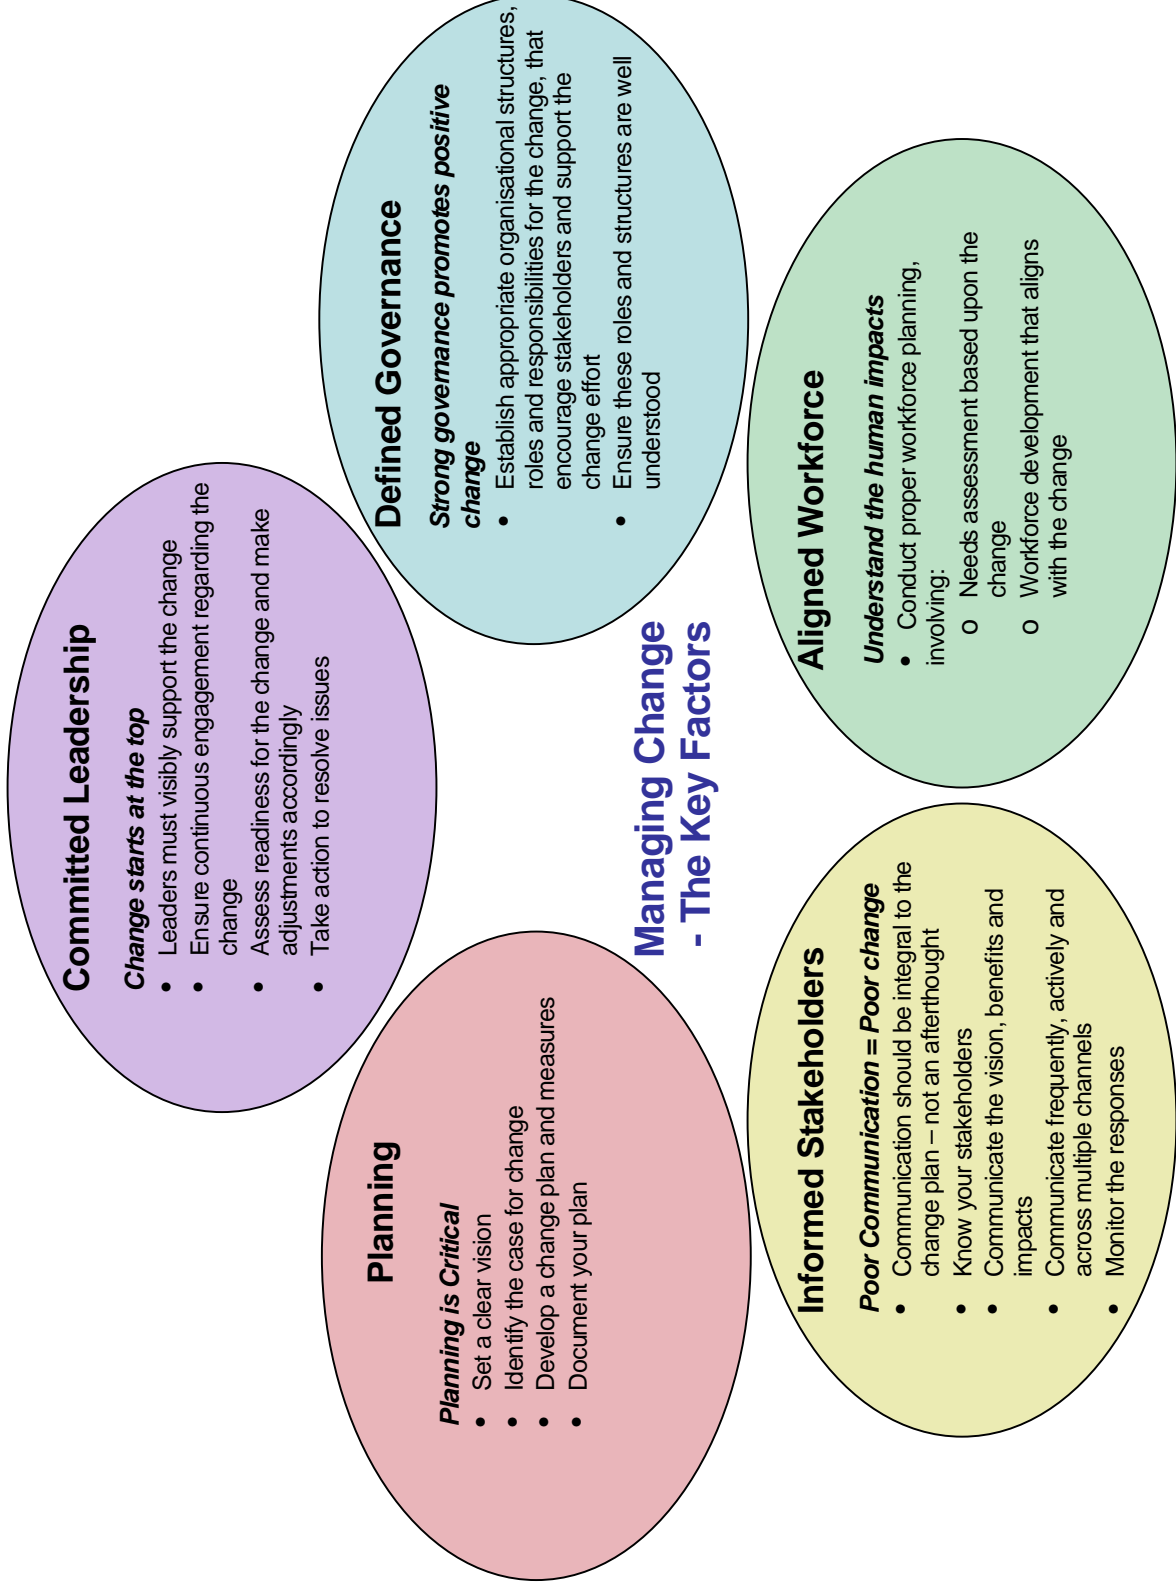 Committed Leadership
Change starts at the top
• Leaders must visibly support the change
• Ensure continuous engagement regarding the
change
• Assess readiness for the change and make
adjustments accordingly
• Take action to resolve issues
Planning
Planning is Critical
• Set a clear vision
• Identify the case for change
• Develop a change plan and measures
• Document your plan
Defined Governance
Strong governance promotes positive
change
• Establish appropriate organisational structures,
roles and responsibilities for the change, that
encourage stakeholders and support the
change effort
• Ensure these roles and structures are well
understood
Managing Change
- The Key Factors
Informed Stakeholders
Poor Communication = Poor change
• Communication should be integral to the
change plan – not an afterthought
• Know your stakeholders
• Communicate the vision, benefits and
impacts
• Communicate frequently, actively and
across multiple channels
• Monitor the responses
Aligned Workforce
Understand the human impacts
• Conduct proper workforce planning,
involving:
o Needs assessment based upon the
change
o Workforce development that aligns
with the change